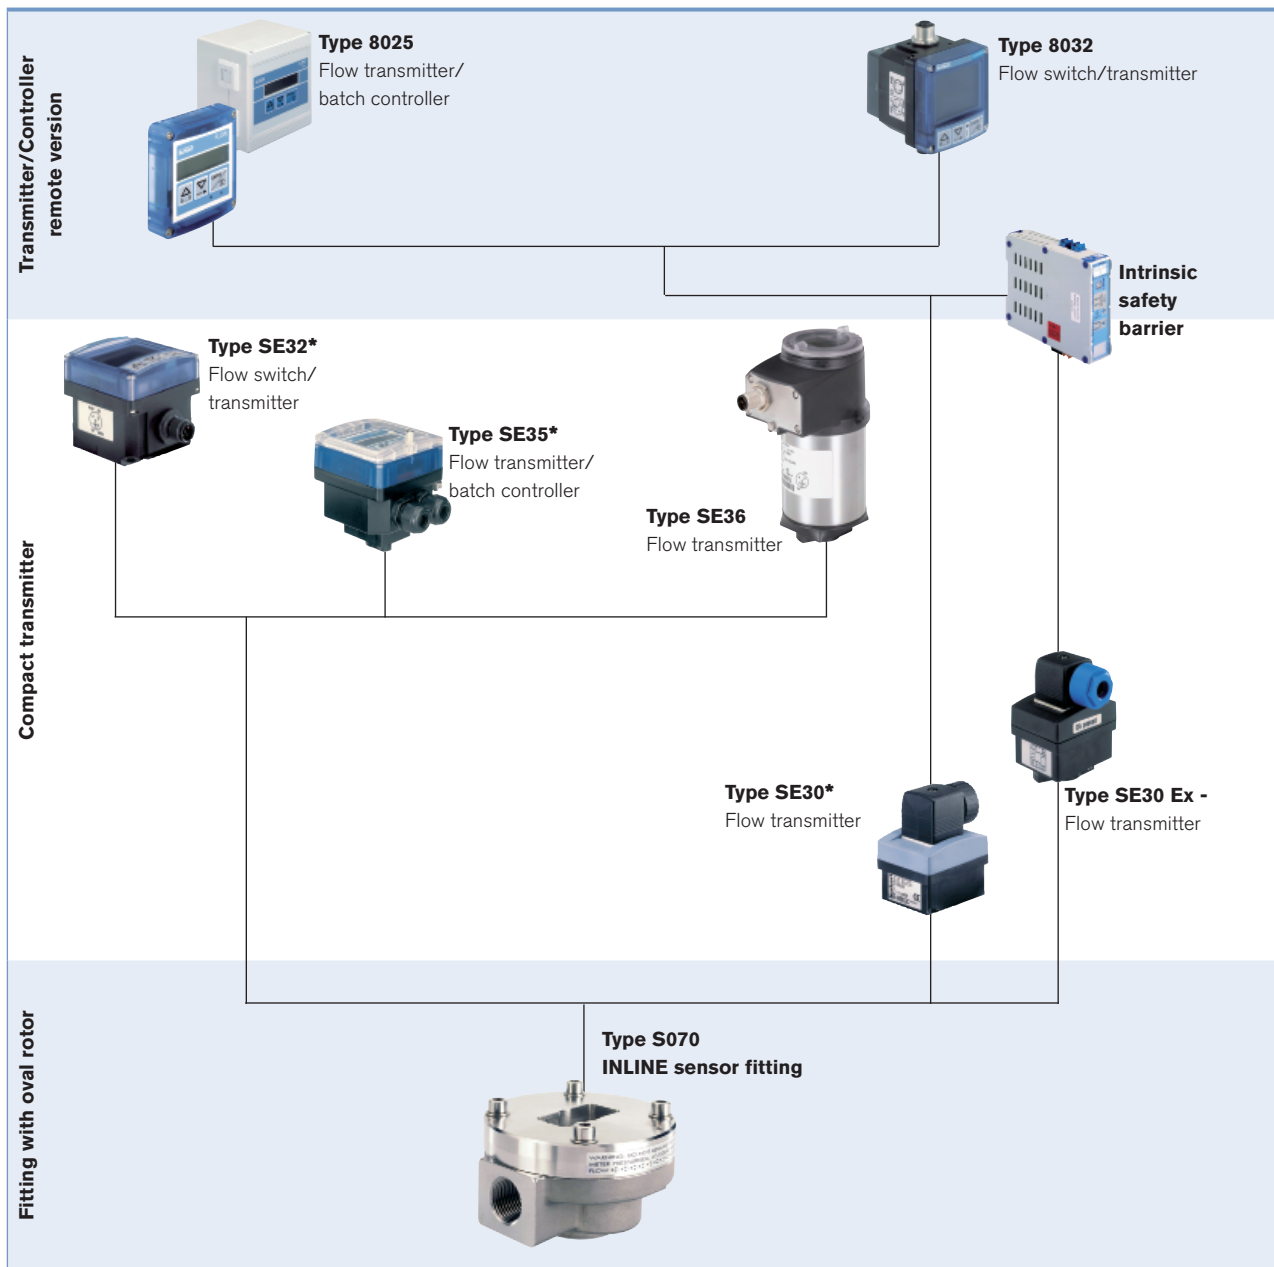 Transmitter/Controller
remote version
Type 8025
Flow transmitter/
batch controller
Type 8032
Flow switch/transmitter
Intrinsic
safety
barrier
Compact transmitter
Type SE32*
Flow switch/
transmitter
Type SE35*
Flow transmitter/
batch controller
Type SE36
Flow transmitter
Type SE30*
Flow transmitter
Type SE30 Ex -
Flow transmitter
Fitting with oval rotor
Type S070
INLINE sensor fitting